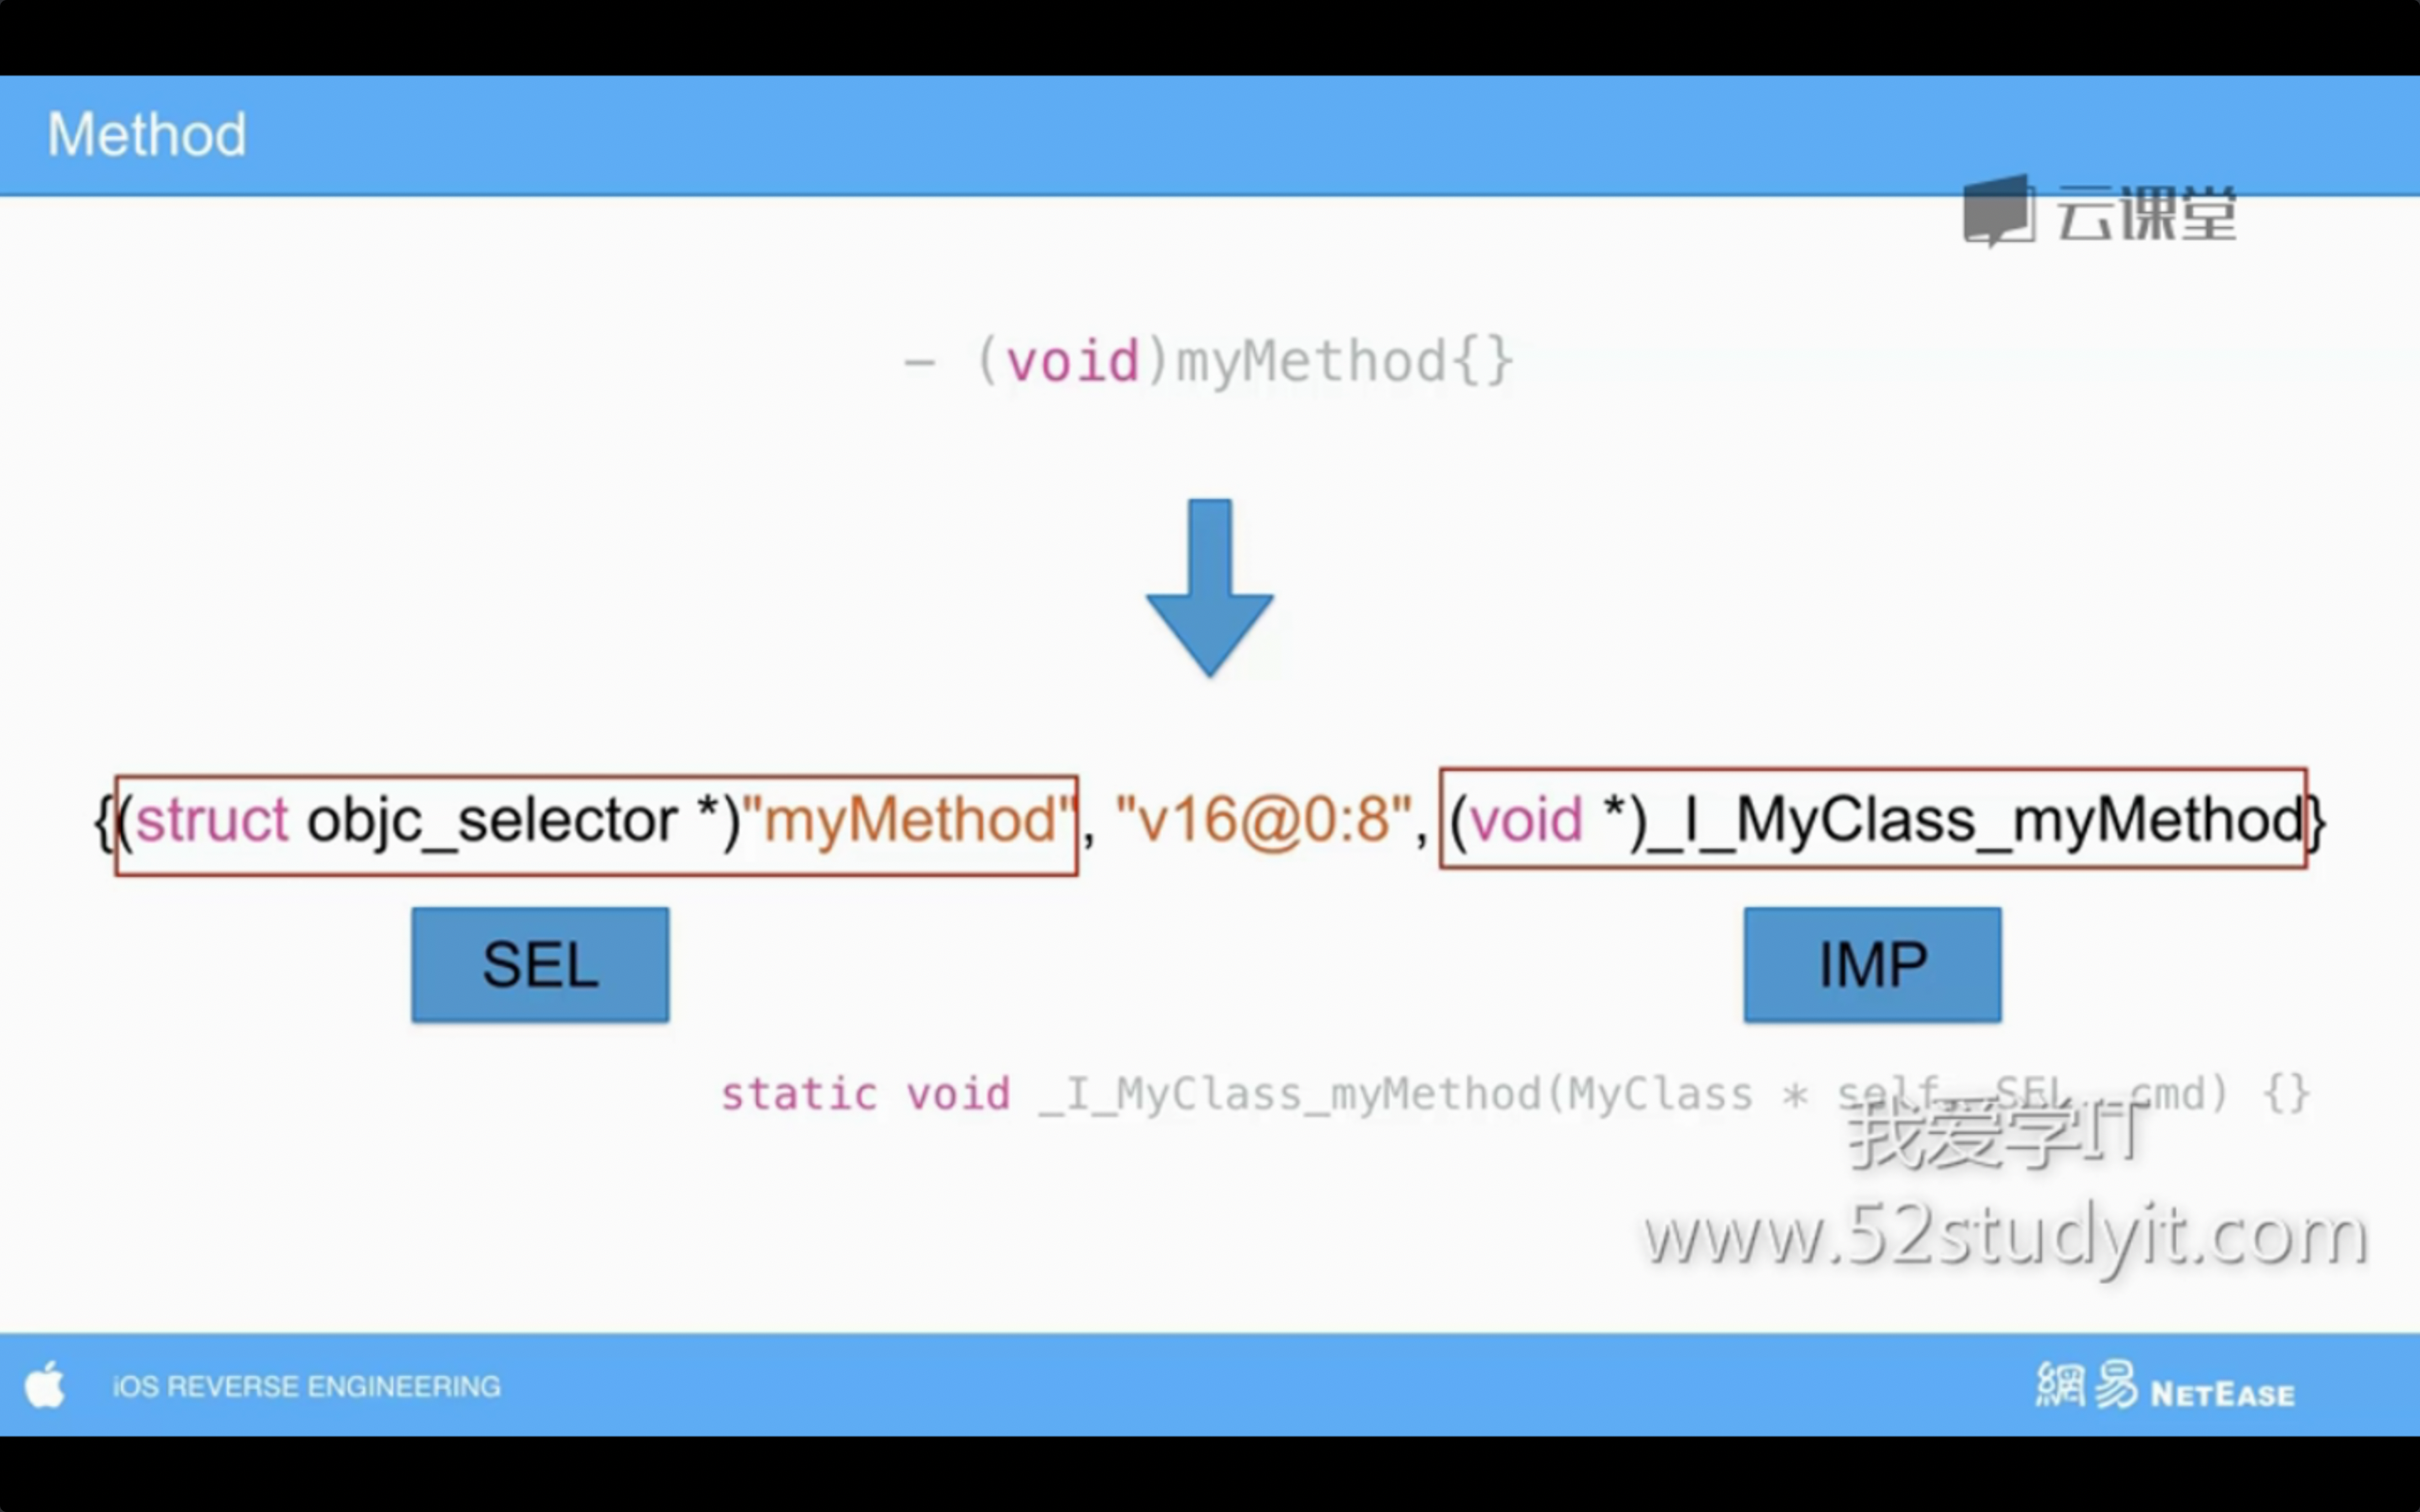 Method
云课堂
- (void)myMethod{}
{(struct objc_selector *)"myMethod", "v16@0:8", (void *)_I_MyClass_myMethod}
SEL
IMP
static void _I_MyClass_myMethod(MyClass * self, SEL _cmd) {}
我爱学IT
www.52studyit.com
iOS REVERSE ENGINEERING
網易 NETEASE